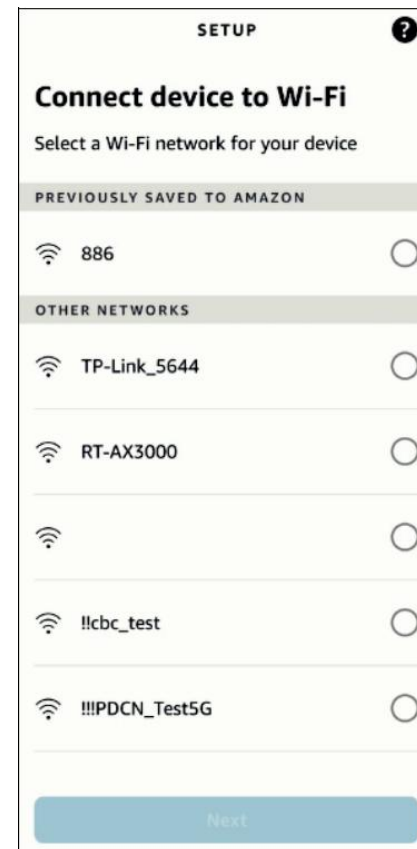 SETUP
?
Connect device to Wi-Fi
Select a Wi-Fi network for your device
PREVIOUSLY SAVED TO AMAZON
886
OTHER NETWORKS
TP-Link_5644
RT-AX3000
!!cbc_test
!!!PDCN_Test5G
Next